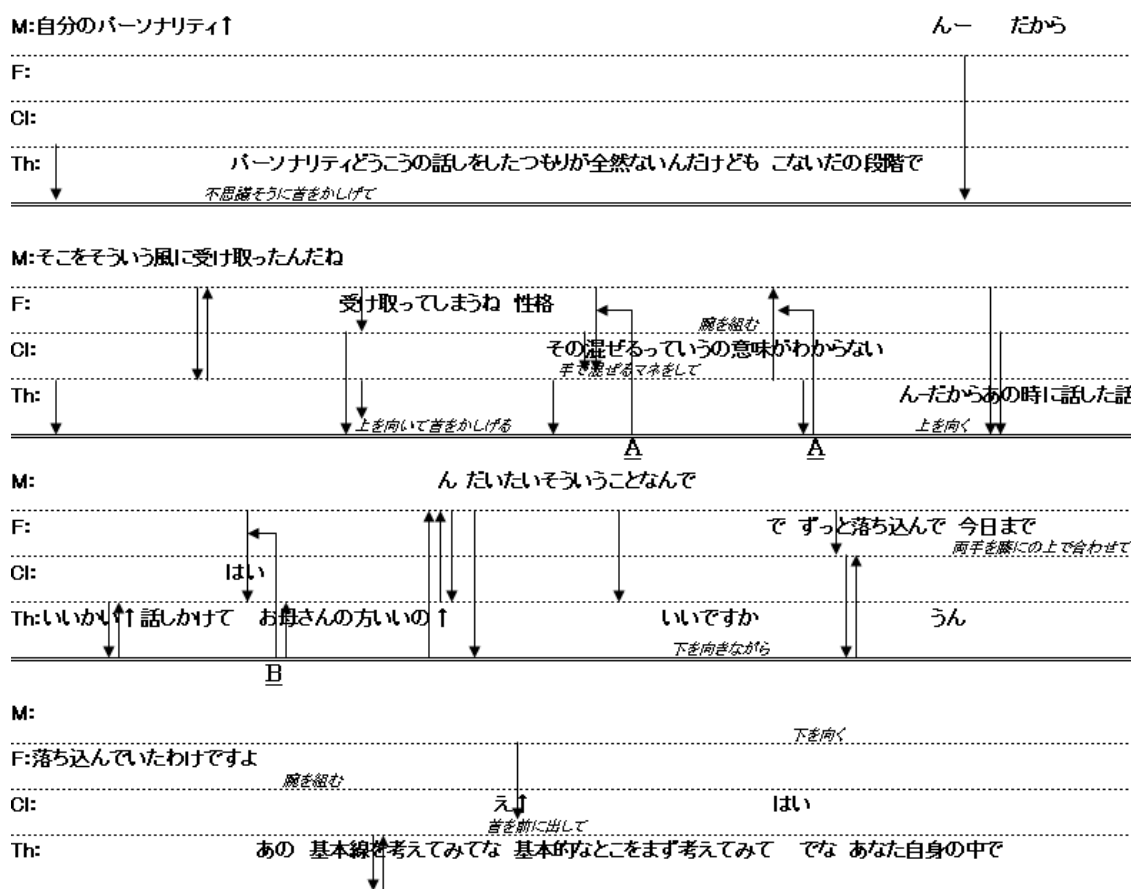 M:自分のパーソナリティ↑ んー だから
F:
Cl:
Th: パーソナリティどうこうの話しをしたつもりが全然ないんだけども こないだの段階で
不思議そうに首をかしげて
M:そこをそういう風に受け取ったんだね
F: 受け取ってしまうね 性格
腕を組む
Cl: その混ぜるっていうの意味がわからない
手で混ぜるマネをして
Th: んーだからあの時に話した話
上を向いて首をかしげる 上を向く
A A
M: ん だいたいそういうことなんで
F: で ずっと落ち込んで 今日まで
両手を膝にの上で合わせて
Cl: はい
Th:いいかい↑ 話しかけて お母さんの方いいの↑ いいですか うん
下を向きながら
B
M:
下を向く
F:落ち込んでいたわけですよ
腕を組む
Cl: え↑ はい
首を前に出して
Th: あの 基本線を考えてみてな 基本的なとこをまず考えてみて でな あなた自身の中で